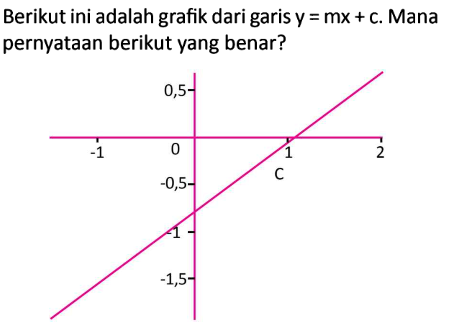 Berikut ini adalah grafik dari garis y = mx + c. Mana
pernyataan berikut yang benar?
0,5
-1 0 1 2
C
-0,5
-1
-1,5